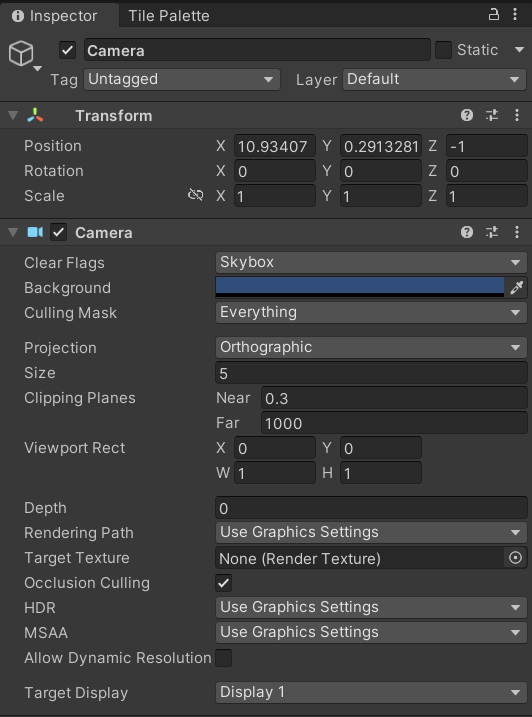 Inspector Tile Palette
Camera Static
Tag Untagged Layer Default
Transform
Position X 10.93407 Y 0.2913281 Z -1
Rotation X 0 Y 0 Z 0
Scale X 1 Y 1 Z 1
Camera
Clear Flags Skybox
Background
Culling Mask Everything
Projection Orthographic
Size 5
Clipping Planes Near 0.3
Far 1000
Viewport Rect X 0 Y 0
W 1 H 1
Depth 0
Rendering Path Use Graphics Settings
Target Texture None (Render Texture)
Occlusion Culling
HDR Use Graphics Settings
MSAA Use Graphics Settings
Allow Dynamic Resolution
Target Display Display 1